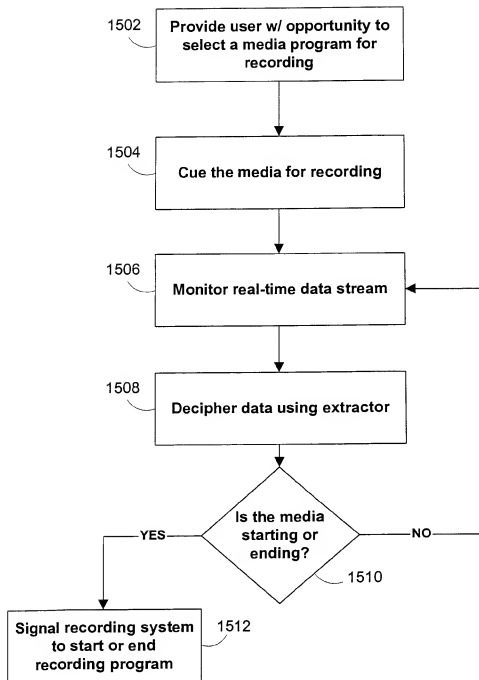 1502
Provide user w/ opportunity to
select a media program for
recording
1504
Cue the media for recording
1506
Monitor real-time data stream
1508
Decipher data using extractor
Is the media
starting or
ending?
YES
NO
1510
Signal recording system
to start or end
recording program
1512